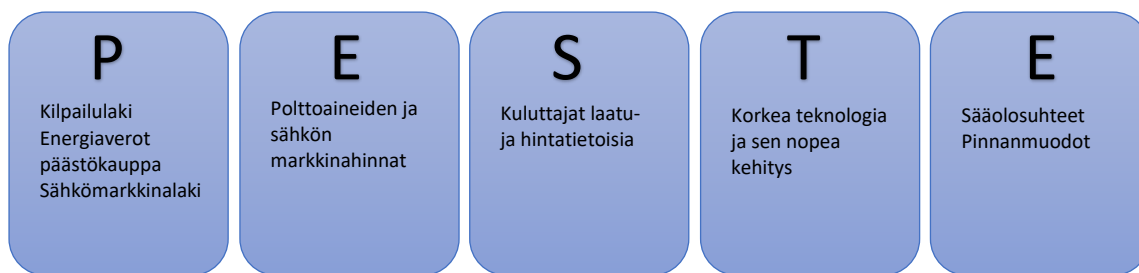 P
Kilpailulaki
Energiaverot
päästökauppa
Sähkömarkkinalaki
E
Polttoaineiden ja
sähkön
markkinahinnat
S
Kuluttajat laatu-
ja hintatietoisia
T
Korkea teknologia
ja sen nopea
kehitys
E
Sääolosuhteet
Pinnanmuodot